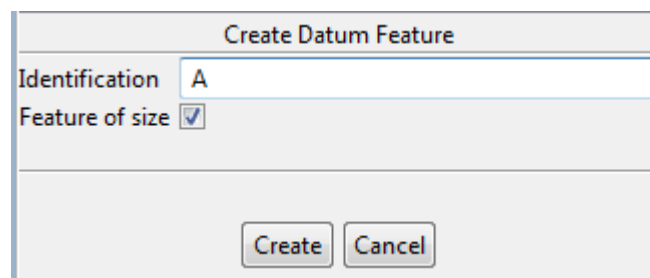 Create Datum Feature
Identification A
Feature of size
Create Cancel